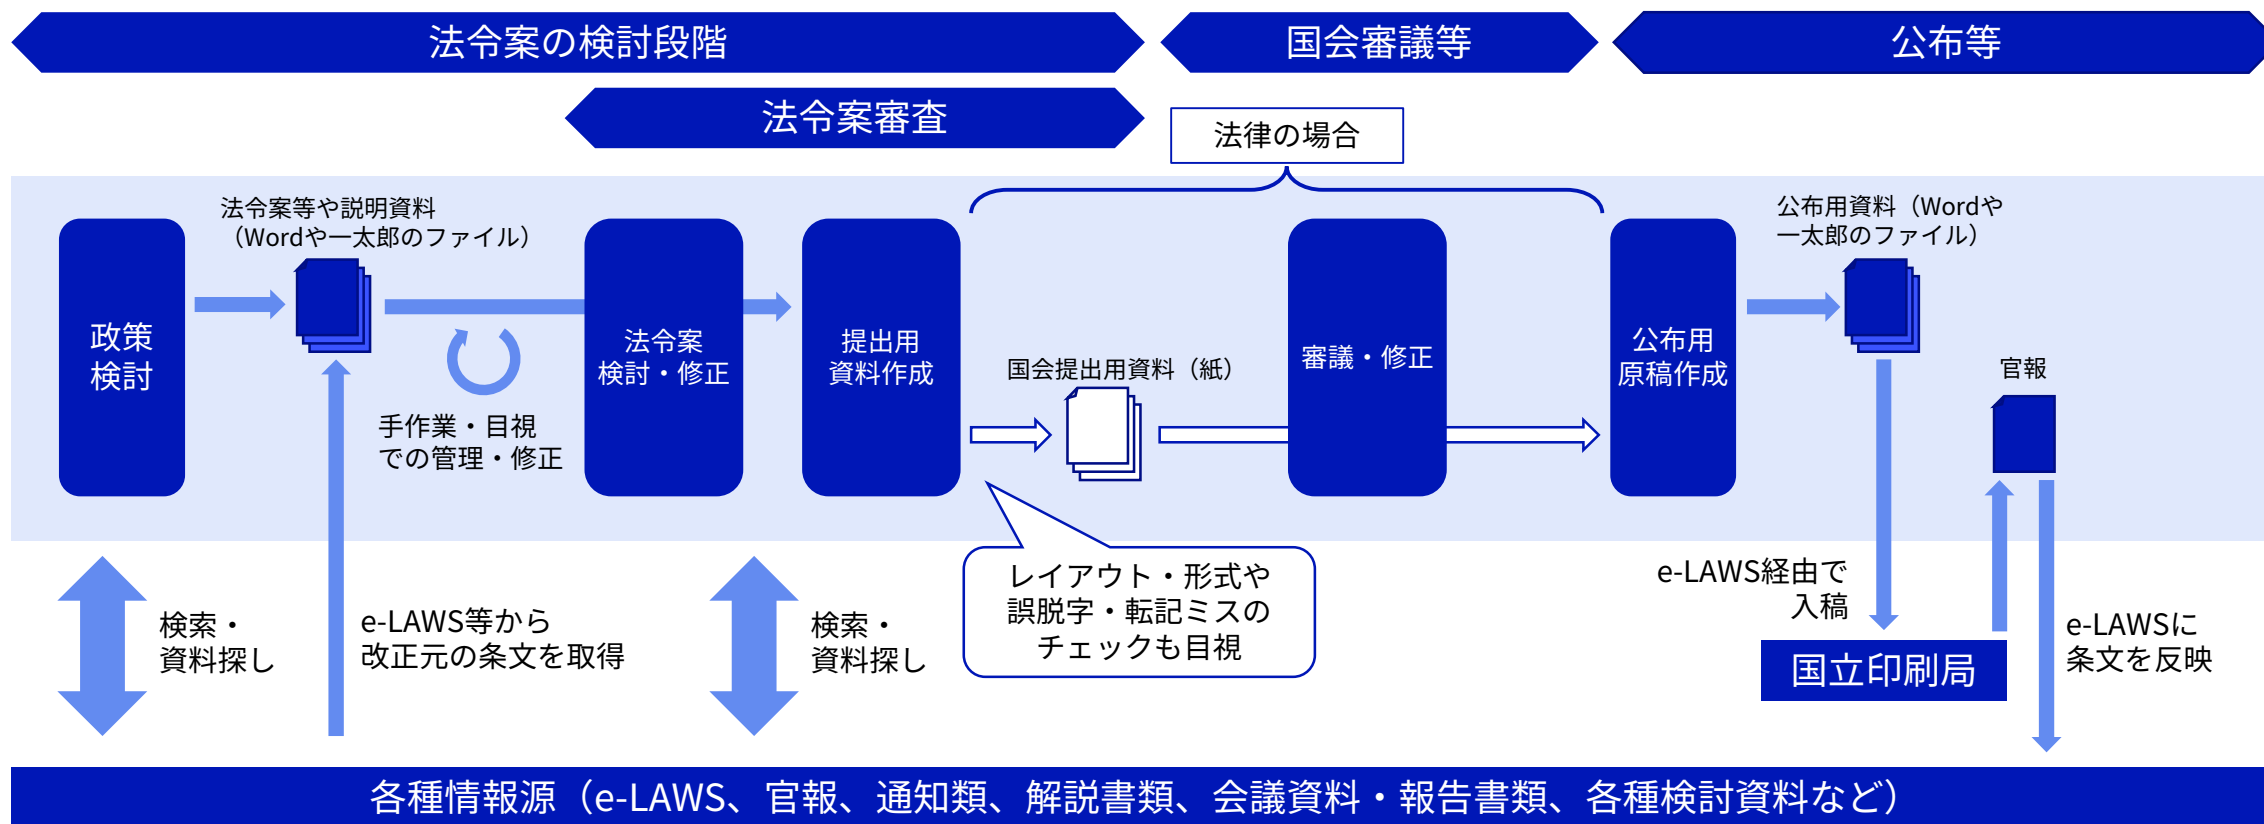 法令案の検討段階
国会審議等
公布等
法令案審査
法律の場合
法令案等や説明資料
（Wordや一太郎のファイル）
公布用資料（Wordや
一太郎のファイル）
政策
検討
法令案
検討・修正
提出用
資料作成
国会提出用資料（紙）
審議・修正
公布用
原稿作成
官報
手作業・目視
での管理・修正
検索・
資料探し
e-LAWS等から
改正元の条文を取得
検索・
資料探し
レイアウト・形式や
誤脱字・転記ミスの
チェックも目視
e-LAWS経由で
入稿
国立印刷局
e-LAWSに
条文を反映
各種情報源（e-LAWS、官報、通知類、解説書類、会議資料・報告書類、各種検討資料など）